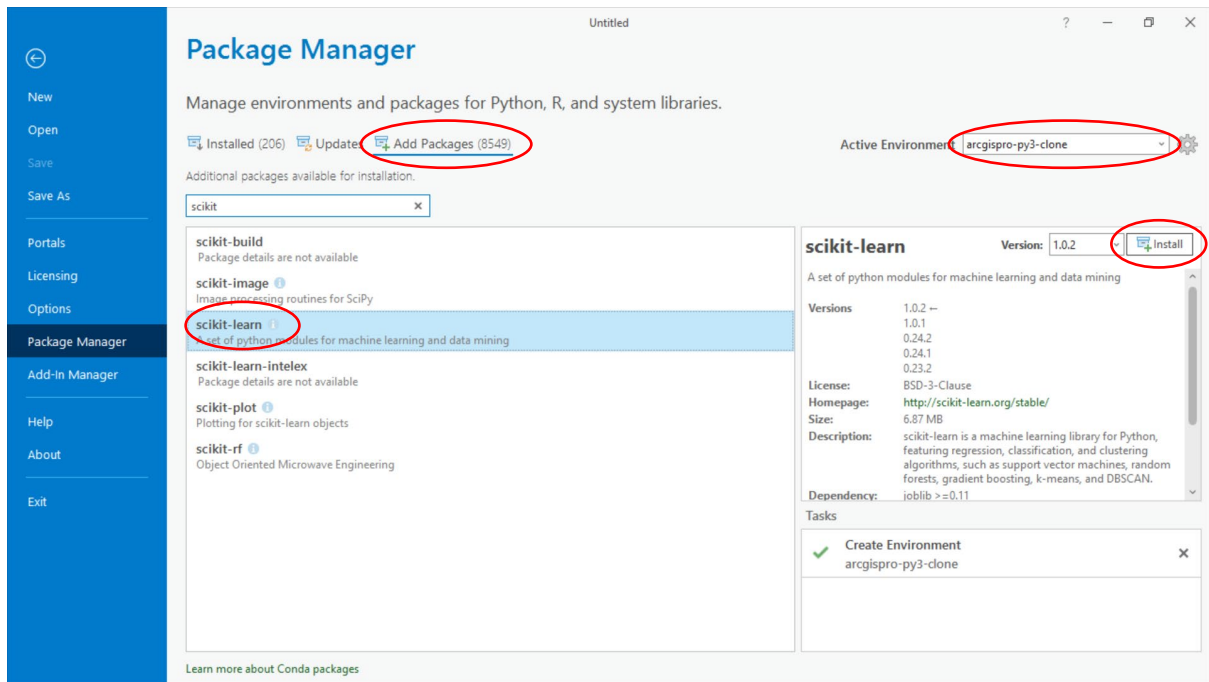 Untitled
?
Package Manager
New
Open
Save
Save As
Portals
Licensing
Options
Package Manager
Add-In Manager
Help
About
Exit
Manage environments and packages for Python, R, and system libraries.
Installed (206) Updates Add Packages (8549)
Active Environment arcgispro-py3-clone
Additional packages available for installation.
scikit
scikit-build
Package details are not available
scikit-image
Image processing routines for SciPy
scikit-learn
A set of python modules for machine learning and data mining
scikit-learn-intelex
Package details are not available
scikit-plot
Plotting for scikit-learn objects
scikit-rf
Object Oriented Microwave Engineering
scikit-learn Version: 1.0.2 Install
A set of python modules for machine learning and data mining
Versions 1.0.2 ←
1.0.1
0.24.2
0.24.1
0.23.2
License: BSD-3-Clause
Homepage: http://scikit-learn.org/stable/
Size: 6.87 MB
Description: scikit-learn is a machine learning library for Python,
featuring regression, classification, and clustering
algorithms, such as support vector machines, random
forests, gradient boosting, k-means, and DBSCAN.
Dependency: joblib >=0.11
Tasks
Create Environment
arcgispro-py3-clone
Learn more about Conda packages